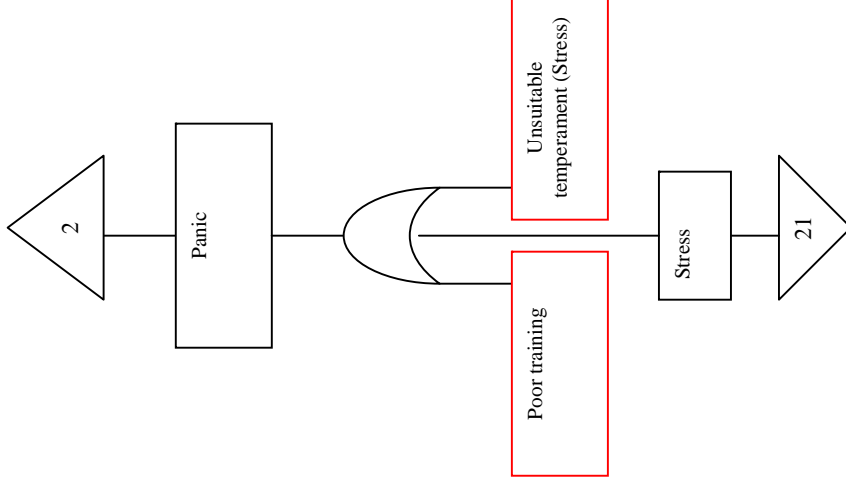 2
Panic
Poor training
Unsuitable
temperament (Stress)
Stress
21